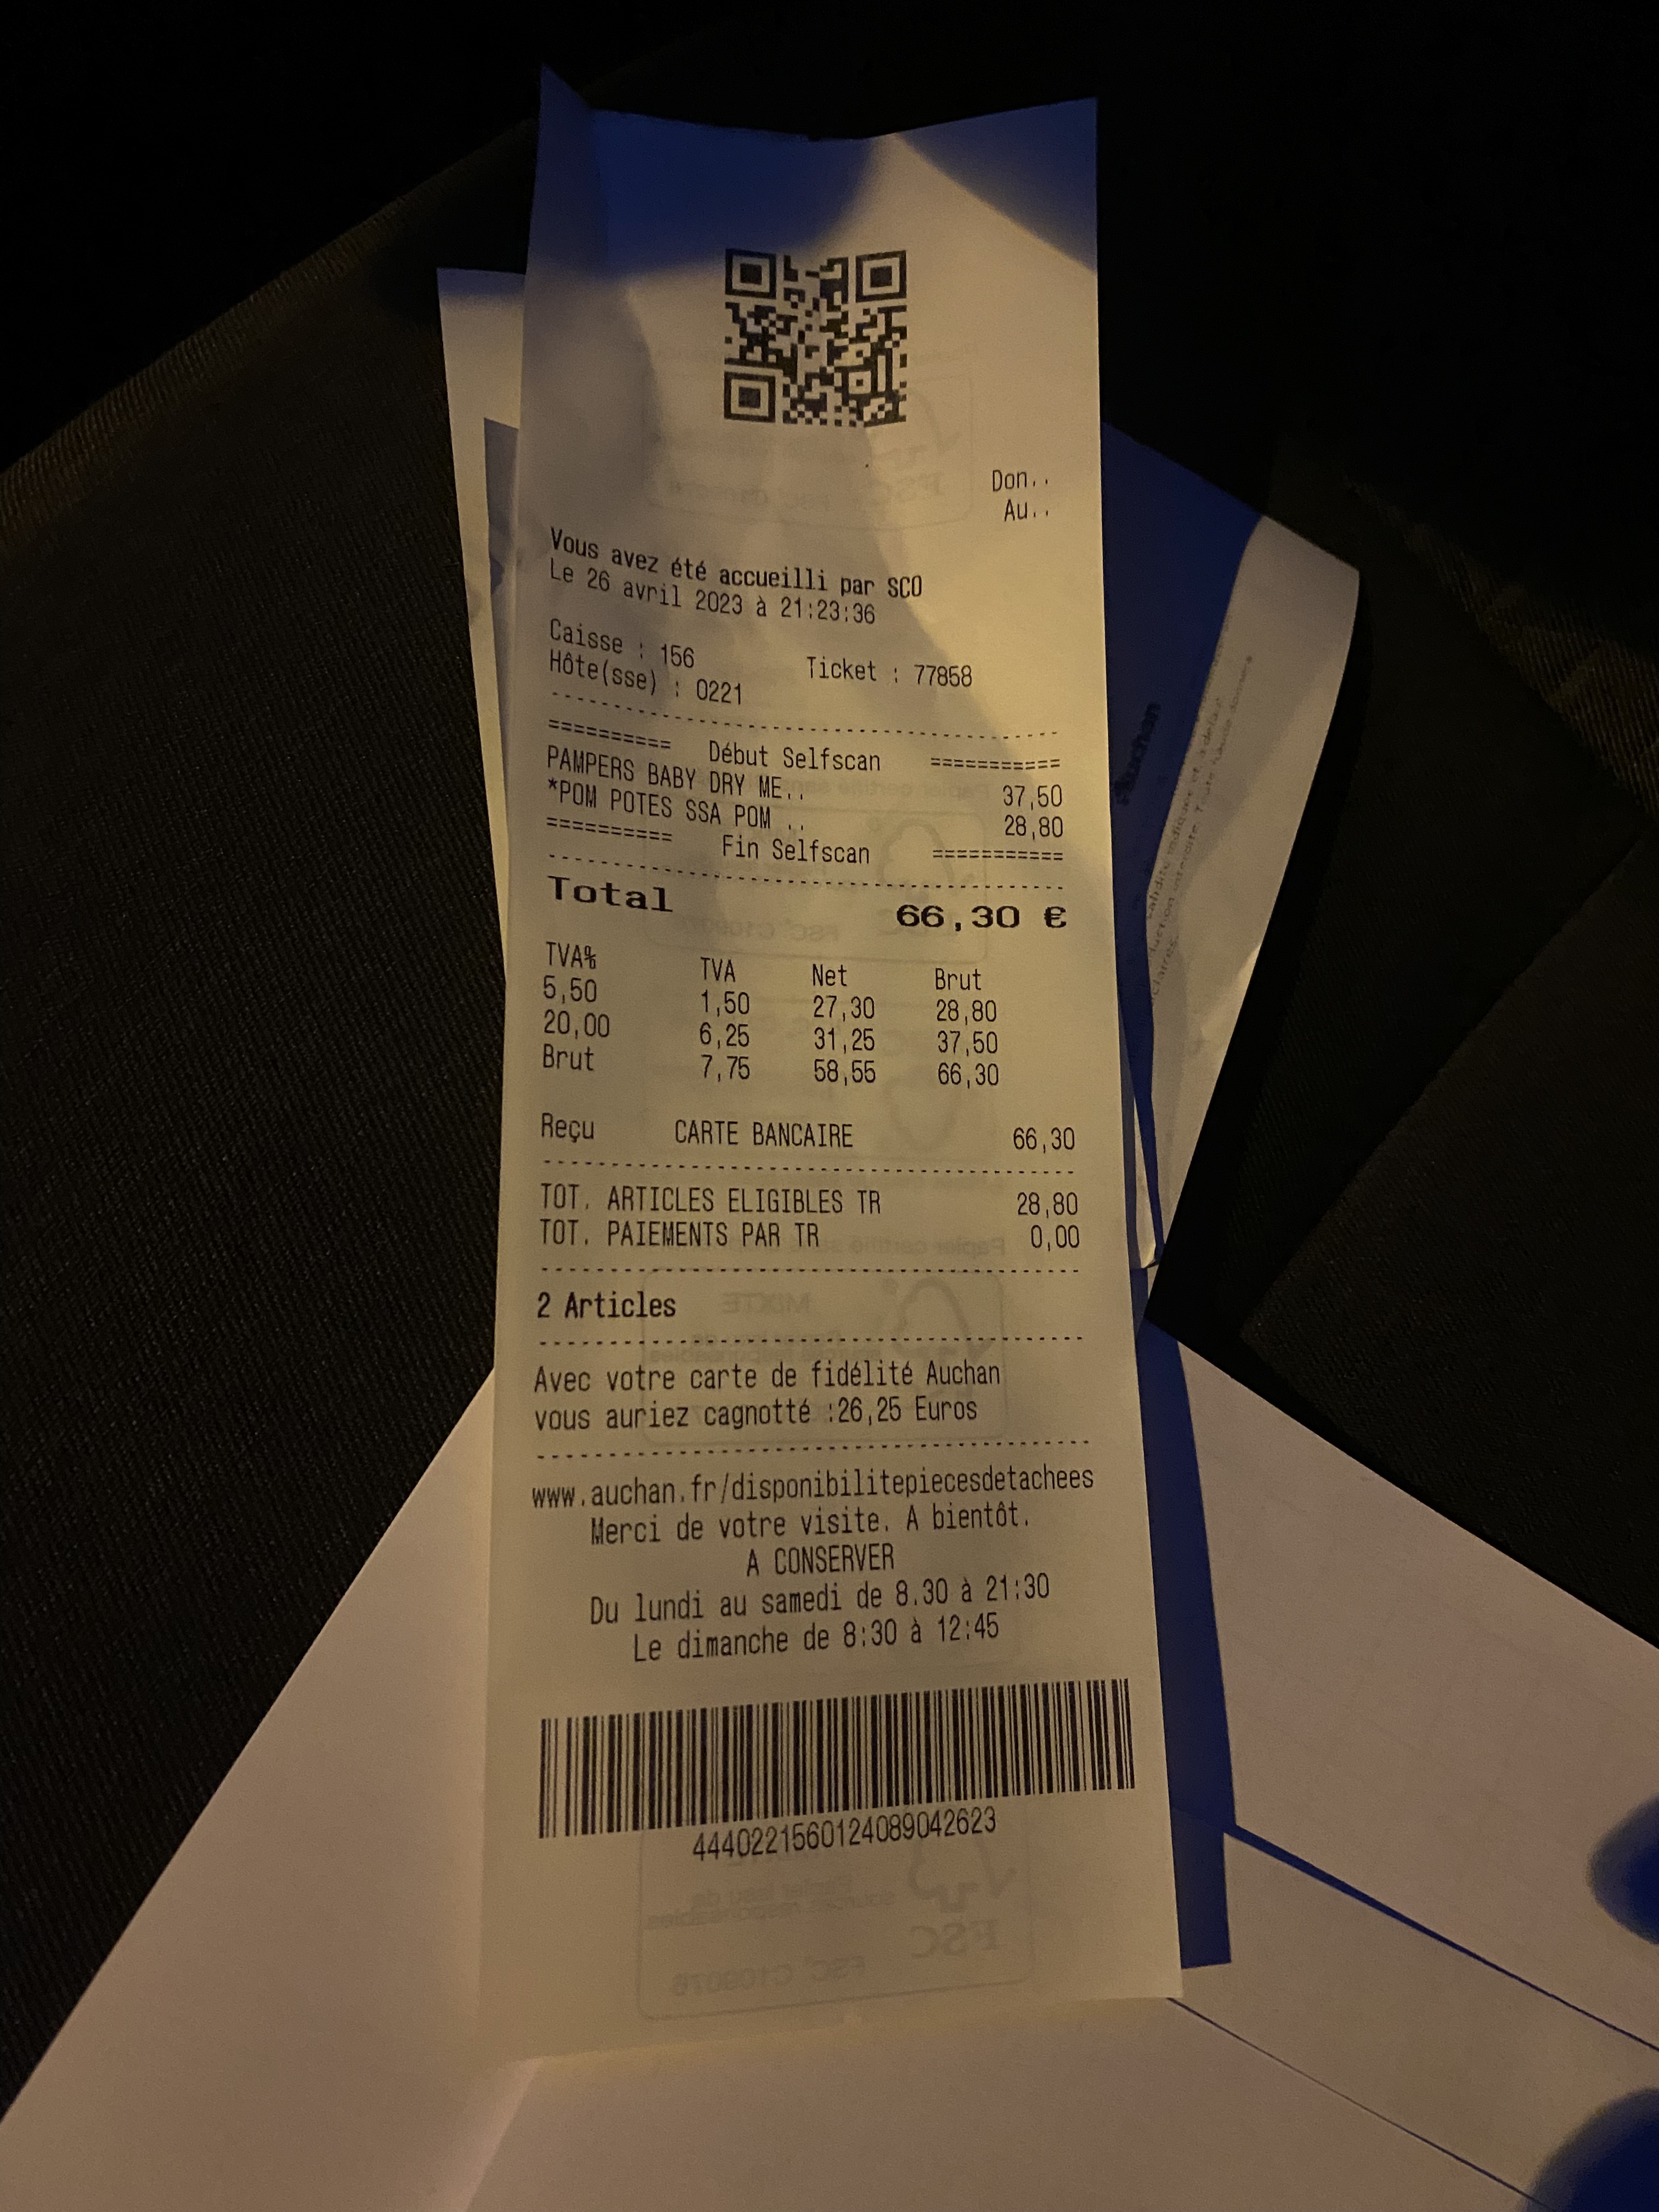 Don..
Au..
Vous avez été accueilli par SCO
Le 26 avril 2023 à 21:23:36
Caisse : 156 Ticket : 77858
Hôte(sse) : 0221
---------------------------------------
========== Début Selfscan ===========
PAMPERS BABY DRY ME.. 37,50
*POM POTES SSA POM .. 28,80
========== Fin Selfscan ===========
---------------------------------------
Total 66,30 €
TVA% TVA Net Brut
5,50 1,50 27,30 28,80
20,00 6,25 31,25 37,50
Brut 7,75 58,55 66,30
Reçu CARTE BANCAIRE 66,30
---------------------------------------
TOT. ARTICLES ELIGIBLES TR 28,80
TOT. PAIEMENTS PAR TR 0,00
---------------------------------------
2 Articles
---------------------------------------
Avec votre carte de fidélité Auchan
vous auriez cagnotté :26,25 Euros
---------------------------------------
www.auchan.fr/disponibilitepiecesdetachees
Merci de votre visite. A bientôt.
A CONSERVER
Du lundi au samedi de 8.30 à 21:30
Le dimanche de 8:30 à 12:45
4440221560124089042623
Auchan